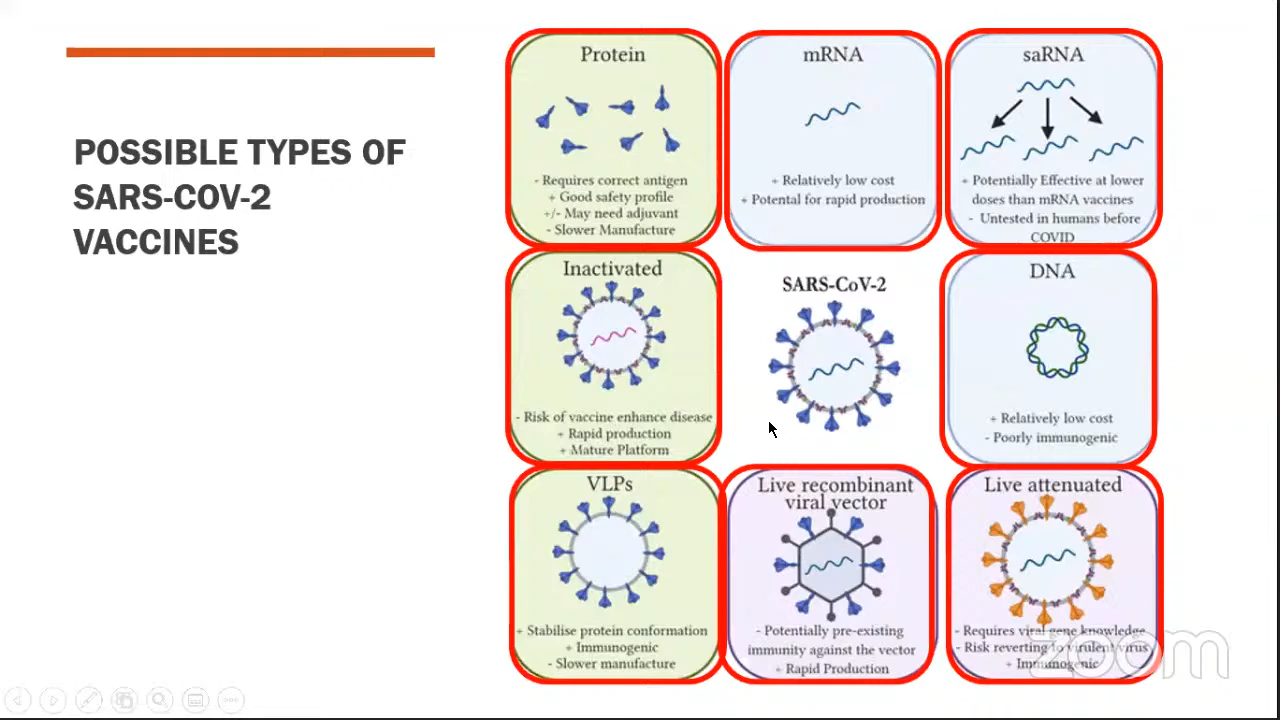 POSSIBLE TYPES OF
SARS-COV-2
VACCINES
Protein
- Requires correct antigen
+ Good safety profile
+/- May need adjuvant
- Slower Manufacture
mRNA
+ Relatively low cost
+ Potental for rapid production
saRNA
+ Potentially Effective at lower
doses than mRNA vaccines
- Untested in humans before
COVID
Inactivated
- Risk of vaccine enhance disease
+ Rapid production
+ Mature Platform
SARS-CoV-2
DNA
+ Relatively low cost
- Poorly immunogenic
VLPs
+ Stabilise protein conformation
+ Immunogenic
- Slower manufacture
Live recombinant
viral vector
- Potentially pre-existing
immunity against the vector
+ Rapid Production
Live attenuated
- Requires viral gene knowledge
- Risk reverting to virulent virus
+ Immunogenic
zoom